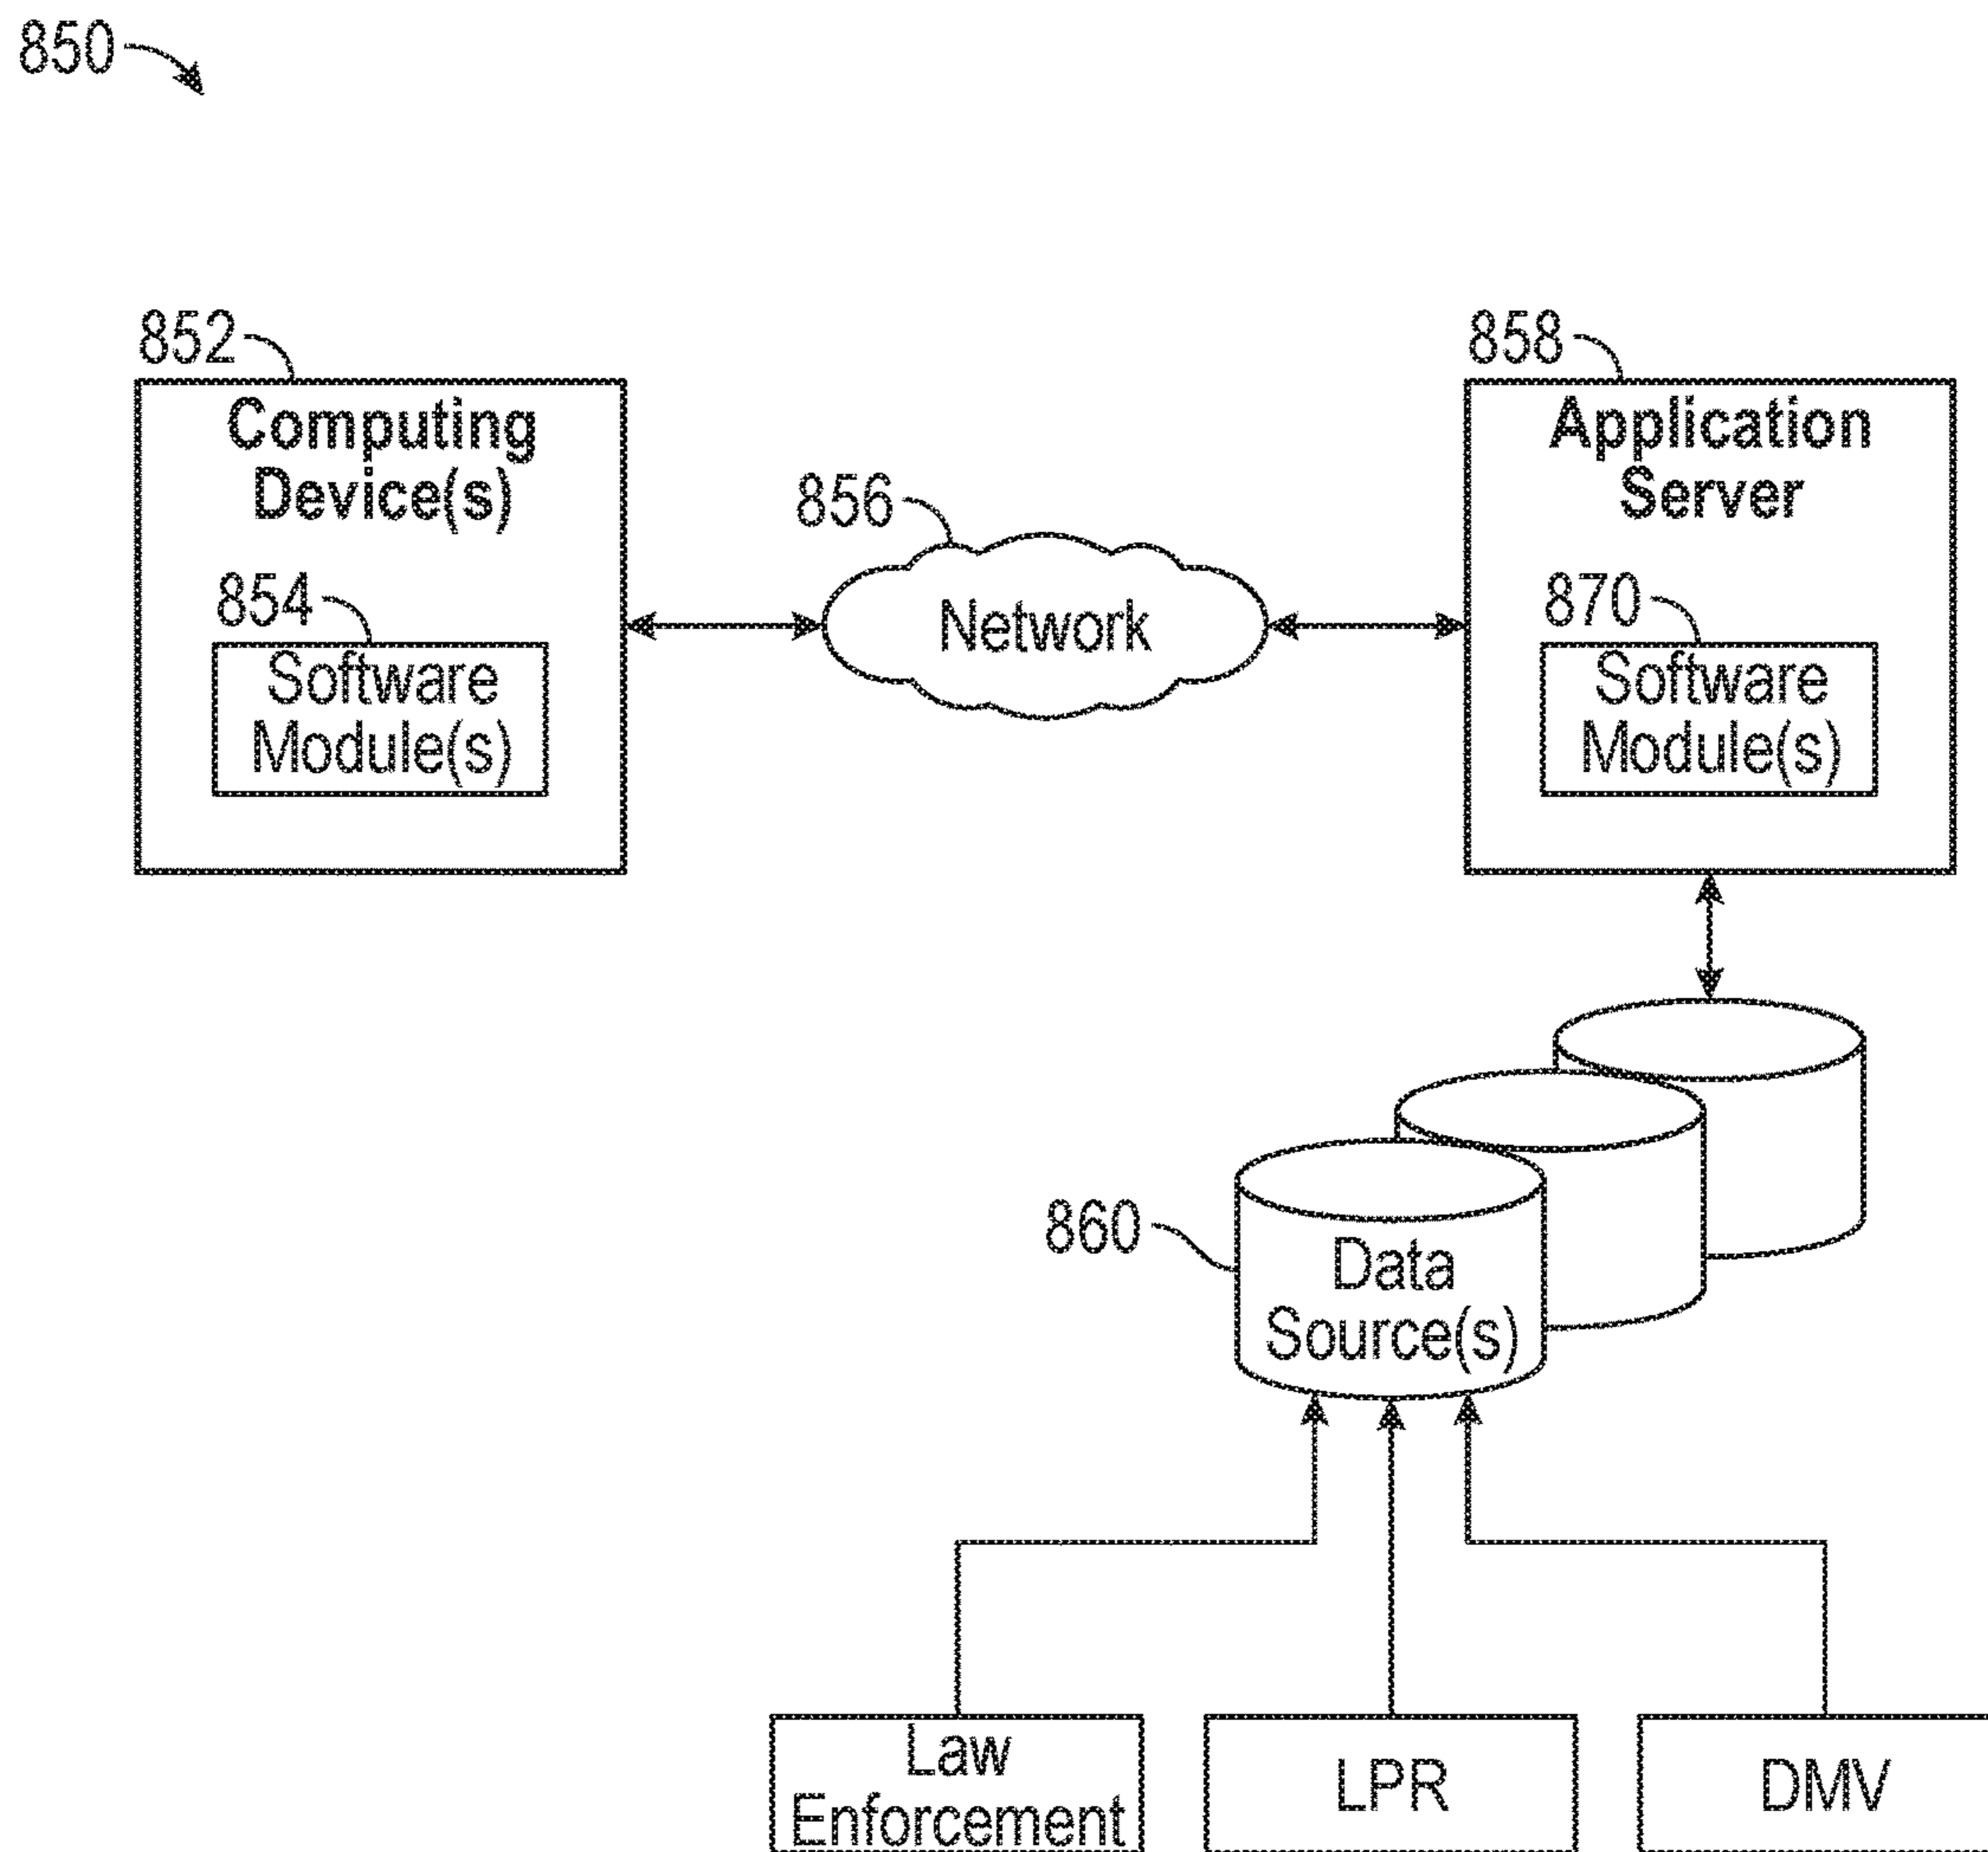 850
852
Computing
Device(s)
854
Software
Module(s)
856
Network
858
Application
Server
870
Software
Module(s)
860
Data
Source(s)
Law
Enforcement
LPR
DMV